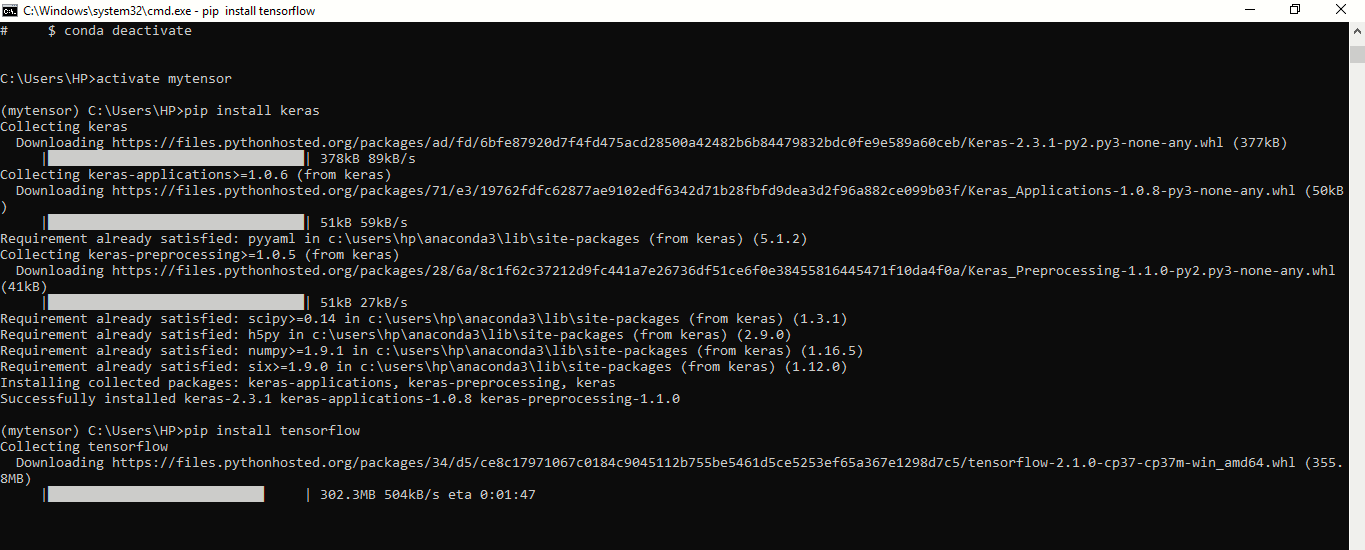 C:\Windows\system32\cmd.exe - pip  install tensorflow
#     $ conda deactivate
C:\Users\HP>activate mytensor
(mytensor) C:\Users\HP>pip install keras
Collecting keras
  Downloading https://files.pythonhosted.org/packages/ad/fd/6bfe87920d7f4fd475acd28500a42482b6b84479832bdc0fe9e589a60ceb/Keras-2.3.1-py2.py3-none-any.whl (377kB)
| 378kB 89kB/s
Collecting keras-applications>=1.0.6 (from keras)
  Downloading https://files.pythonhosted.org/packages/71/e3/19762fdfc62877ae9102edf6342d71b28fbfd9dea3d2f96a882ce099b03f/Keras_Applications-1.0.8-py3-none-any.whl (50kB
)
| 51kB 59kB/s
Requirement already satisfied: pyyaml in c:\users\hp\anaconda3\lib\site-packages (from keras) (5.1.2)
Collecting keras-preprocessing>=1.0.5 (from keras)
  Downloading https://files.pythonhosted.org/packages/28/6a/8c1f62c37212d9fc441a7e26736df51ce6f0e38455816445471f10da4f0a/Keras_Preprocessing-1.1.0-py2.py3-none-any.whl
(41kB)
| 51kB 27kB/s
Requirement already satisfied: scipy>=0.14 in c:\users\hp\anaconda3\lib\site-packages (from keras) (1.3.1)
Requirement already satisfied: h5py in c:\users\hp\anaconda3\lib\site-packages (from keras) (2.9.0)
Requirement already satisfied: numpy>=1.9.1 in c:\users\hp\anaconda3\lib\site-packages (from keras) (1.16.5)
Requirement already satisfied: six>=1.9.0 in c:\users\hp\anaconda3\lib\site-packages (from keras) (1.12.0)
Installing collected packages: keras-applications, keras-preprocessing, keras
Successfully installed keras-2.3.1 keras-applications-1.0.8 keras-preprocessing-1.1.0
(mytensor) C:\Users\HP>pip install tensorflow
Collecting tensorflow
  Downloading https://files.pythonhosted.org/packages/34/d5/ce8c17971067c0184c9045112b755be5461d5ce5253ef65a367e1298d7c5/tensorflow-2.1.0-cp37-cp37m-win_amd64.whl (355.
8MB)
| 302.3MB 504kB/s eta 0:01:47